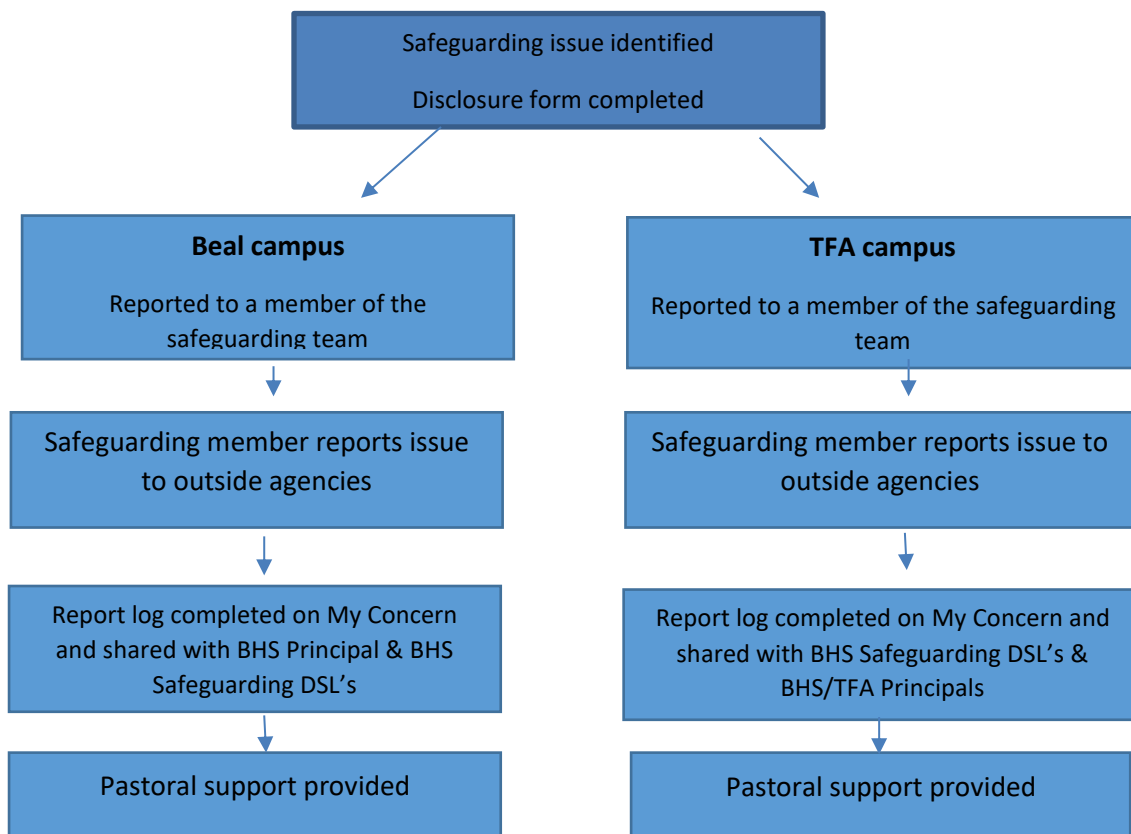 Safeguarding issue identified
Disclosure form completed
Beal campus
Reported to a member of the
safeguarding team
TFA campus
Reported to a member of the safeguarding
team
Safeguarding member reports issue
to outside agencies
Safeguarding member reports issue to
outside agencies
Report log completed on My Concern
and shared with BHS Principal & BHS
Safeguarding DSL's
Report log completed on My Concern and
shared with BHS Safeguarding DSL's &
BHS/TFA Principals
Pastoral support provided
Pastoral support provided